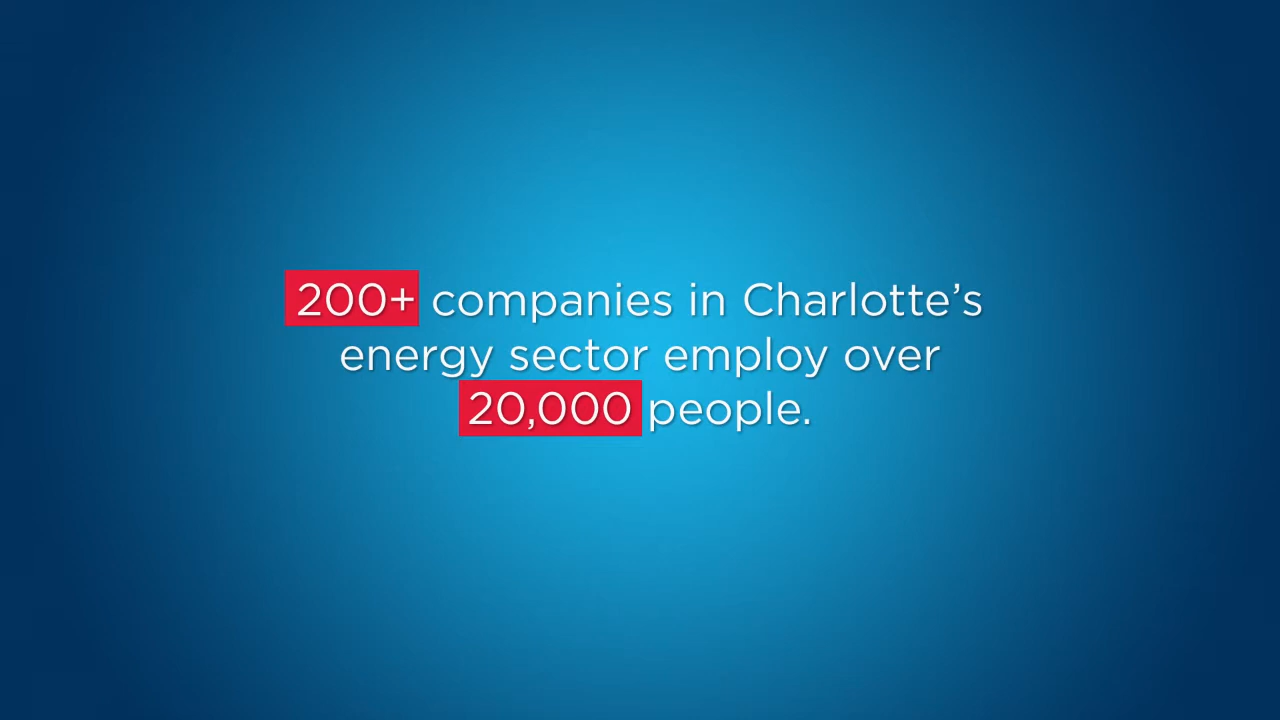 200+ companies in Charlotte’s
energy sector employ over
20,000 people.